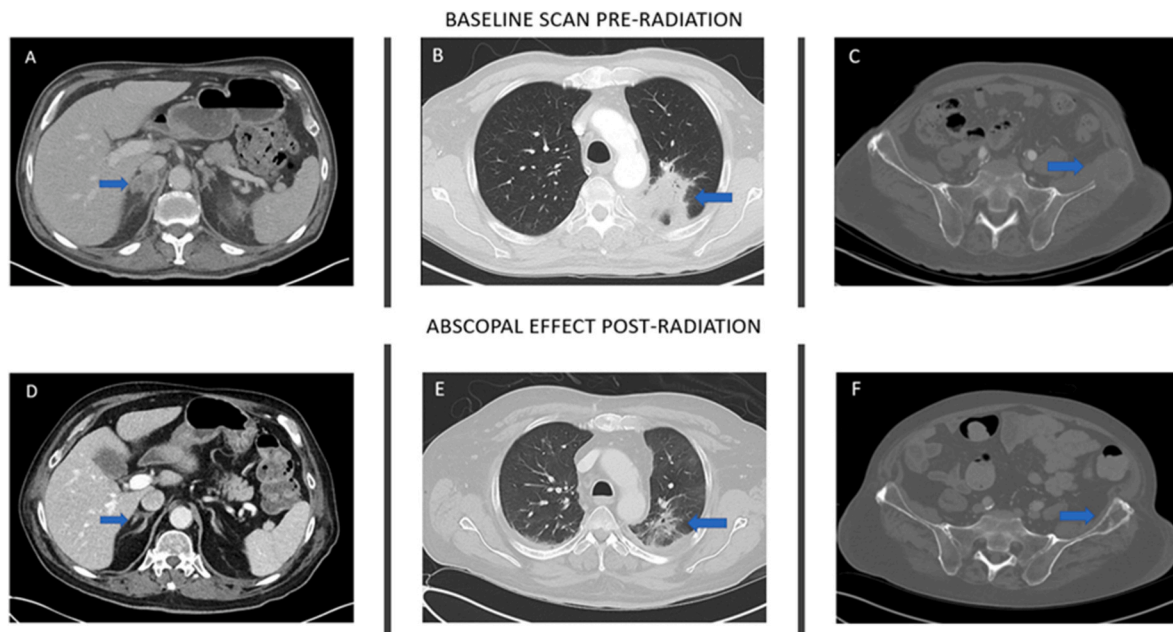 BASELINE SCAN PRE-RADIATION
A
B
C
ABSCOPAL EFFECT POST-RADIATION
D
E
F